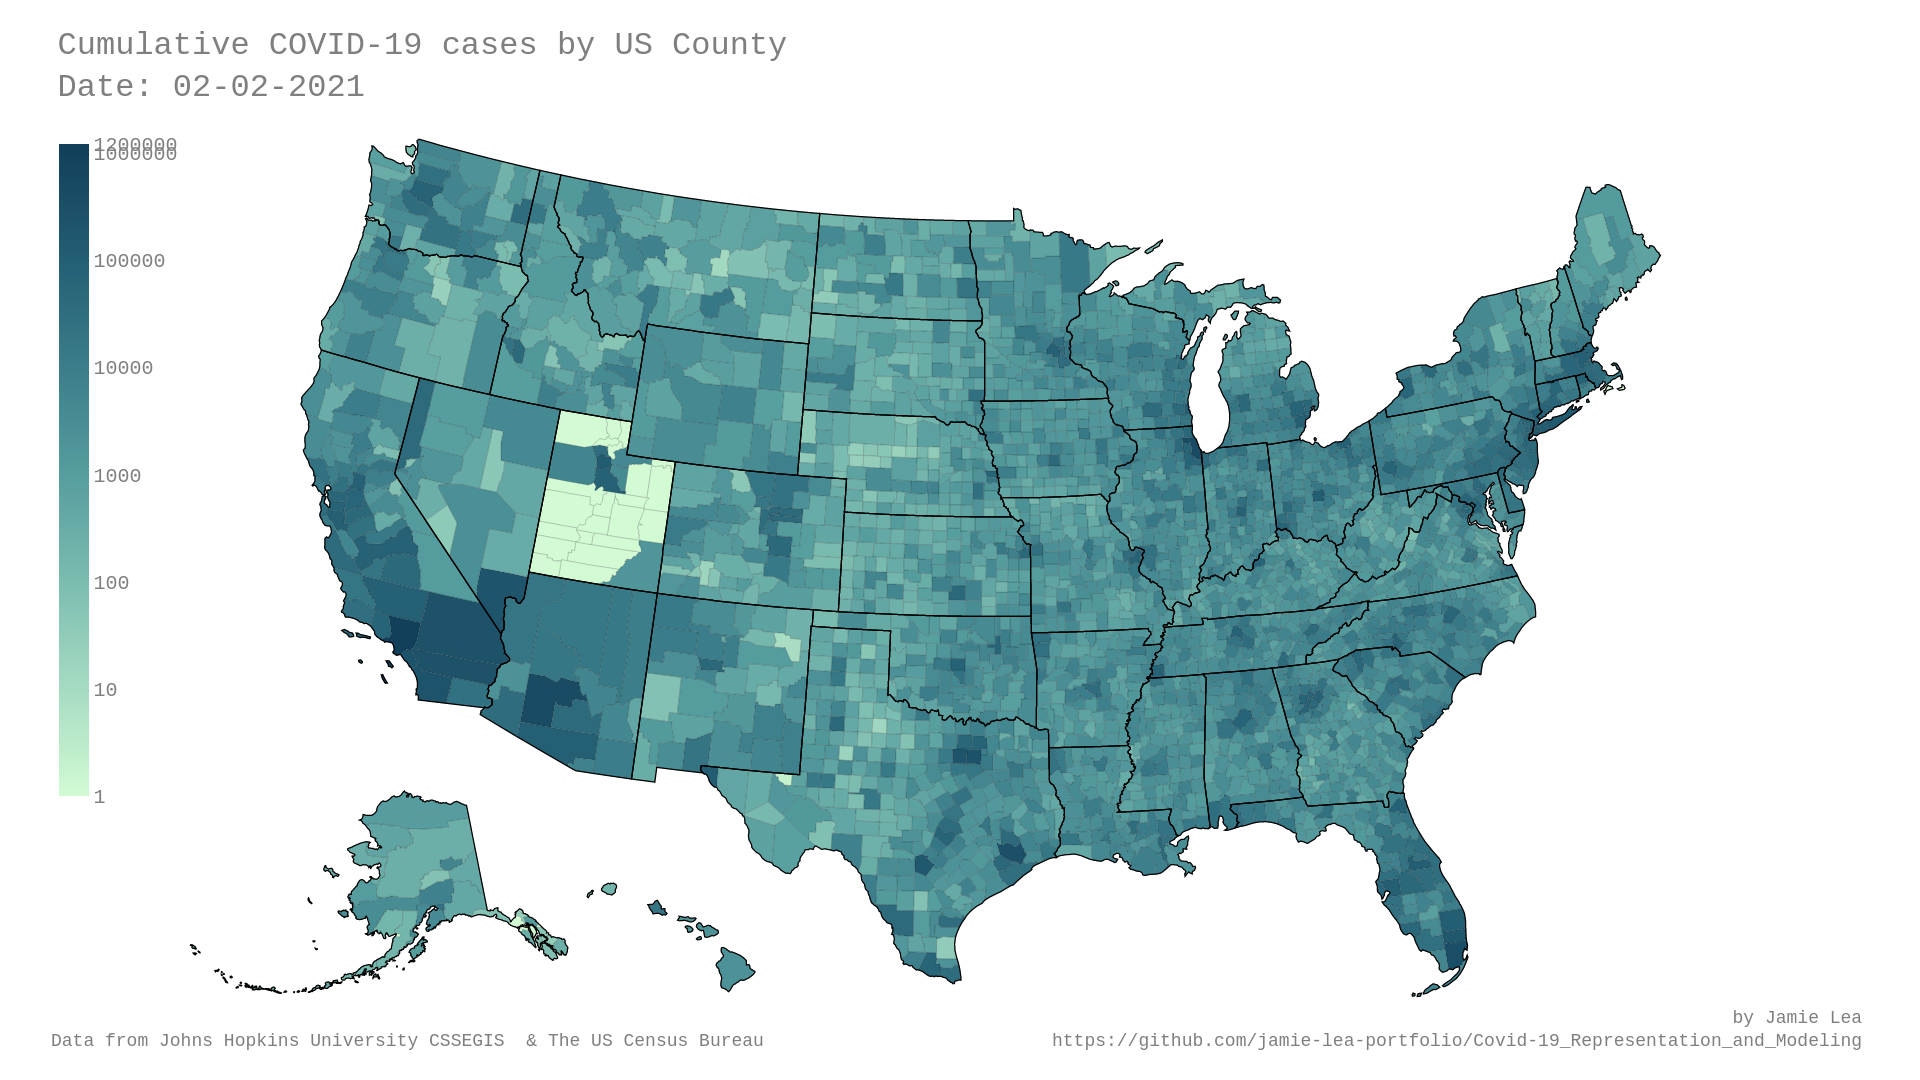 Cumulative COVID-19 cases by US County
Date: 02-02-2021
1200000
1000000
100000
10000
1000
100
10
1
by Jamie Lea
Data from Johns Hopkins University CSSEGIS  & The US Census Bureau
https://github.com/jamie-lea-portfolio/Covid-19_Representation_and_Modeling